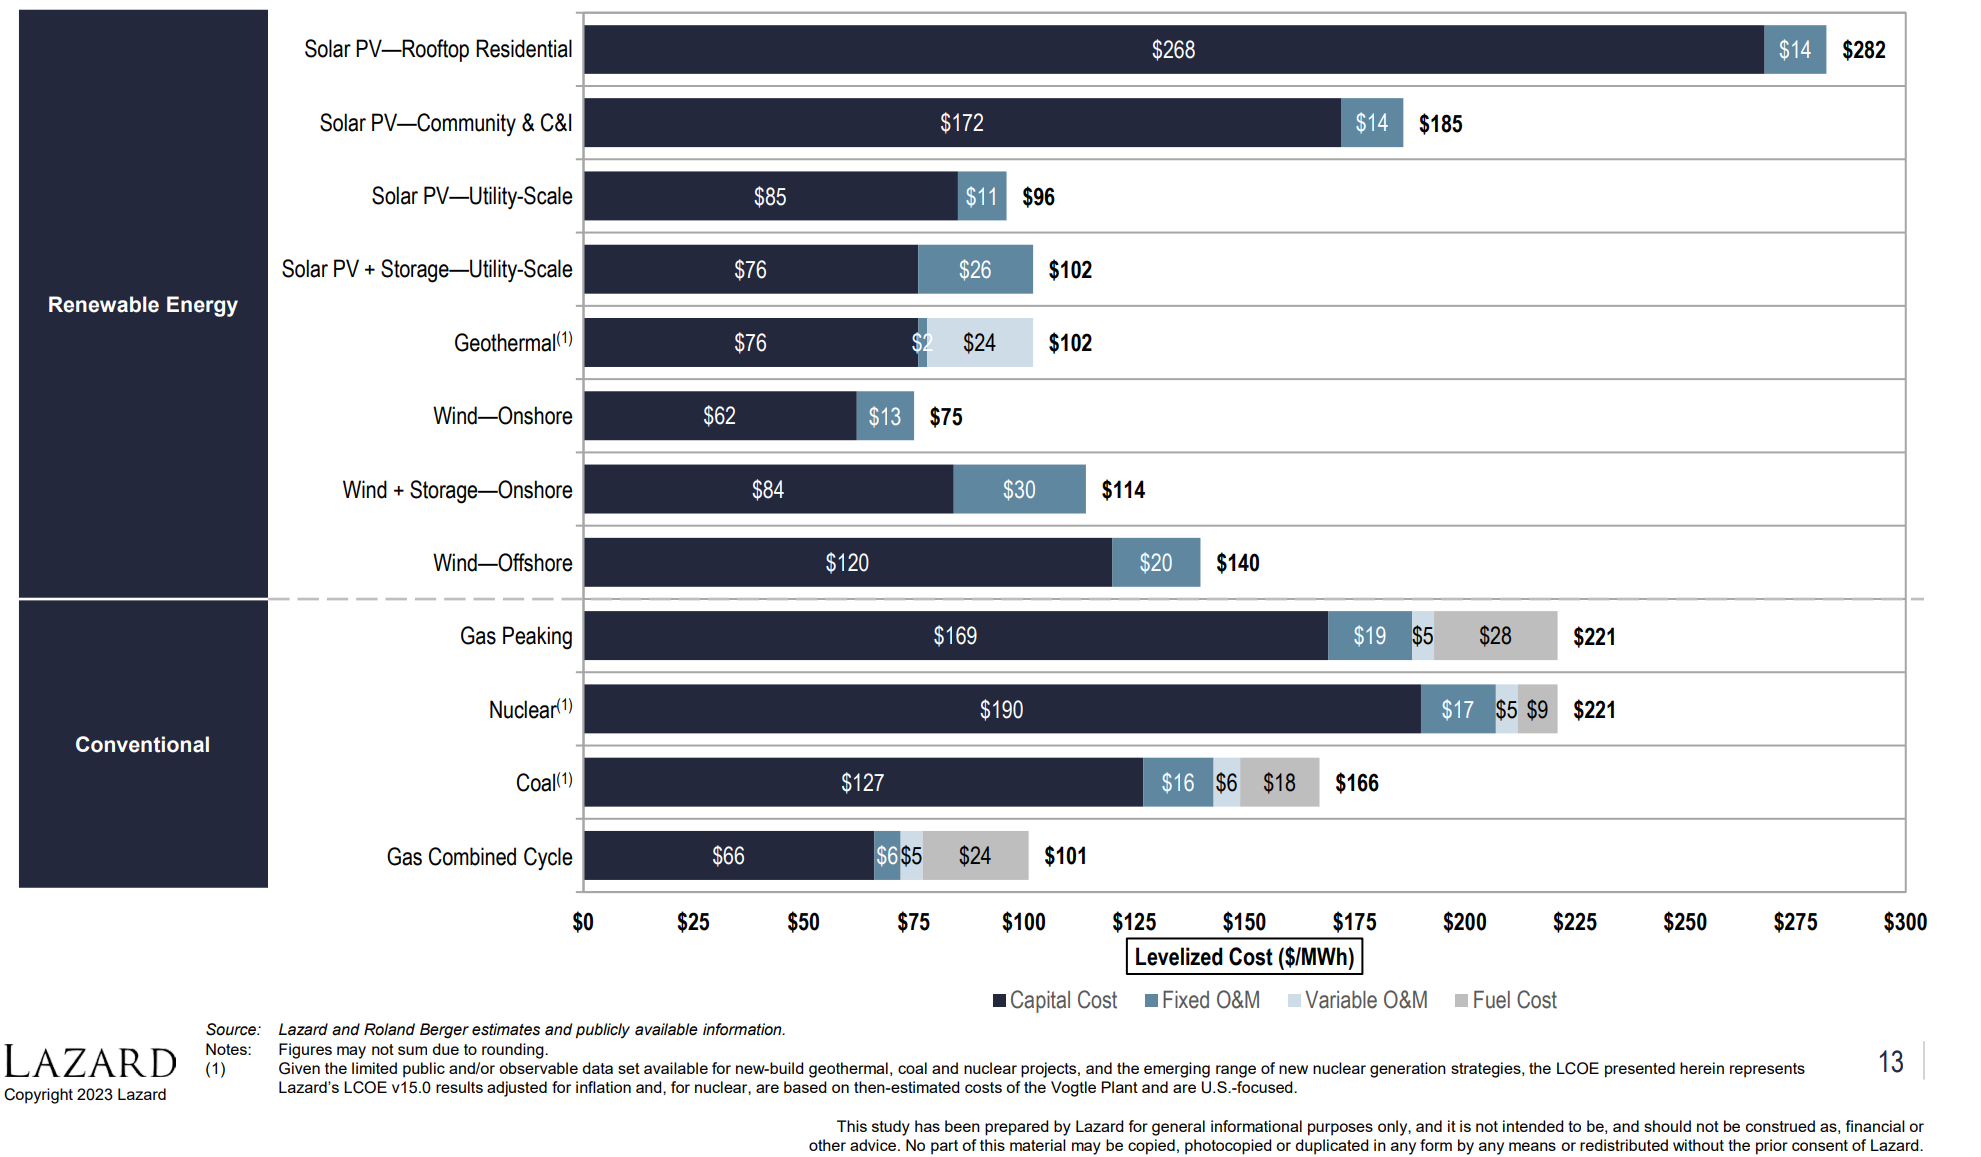 Renewable Energy
Solar PV—Rooftop Residential $268 $14 $282
Solar PV—Community & C&I $172 $14 $185
Solar PV—Utility-Scale $85 $11 $96
Solar PV + Storage—Utility-Scale $76 $26 $102
Geothermal(1) $76 $2 $24 $102
Wind—Onshore $62 $13 $75
Wind + Storage—Onshore $84 $30 $114
Wind—Offshore $120 $20 $140
Conventional
Gas Peaking $169 $19 $5 $28 $221
Nuclear(1) $190 $17 $5 $9 $221
Coal(1) $127 $16 $6 $18 $166
Gas Combined Cycle $66 $6 $5 $24 $101
$0 $25 $50 $75 $100 $125 $150 $175 $200 $225 $250 $275 $300
Levelized Cost ($/MWh)
Capital Cost Fixed O&M Variable O&M Fuel Cost
Source: Lazard and Roland Berger estimates and publicly available information.
Notes: Figures may not sum due to rounding.
(1) Given the limited public and/or observable data set available for new-build geothermal, coal and nuclear projects, and the emerging range of new nuclear generation strategies, the LCOE presented herein represents
Lazard's LCOE v15.0 results adjusted for inflation and, for nuclear, are based on then-estimated costs of the Vogtle Plant and are U.S.-focused.
LAZARD
Copyright 2023 Lazard
13
This study has been prepared by Lazard for general informational purposes only, and it is not intended to be, and should not be construed as, financial or
other advice. No part of this material may be copied, photocopied or duplicated in any form by any means or redistributed without the prior consent of Lazard.